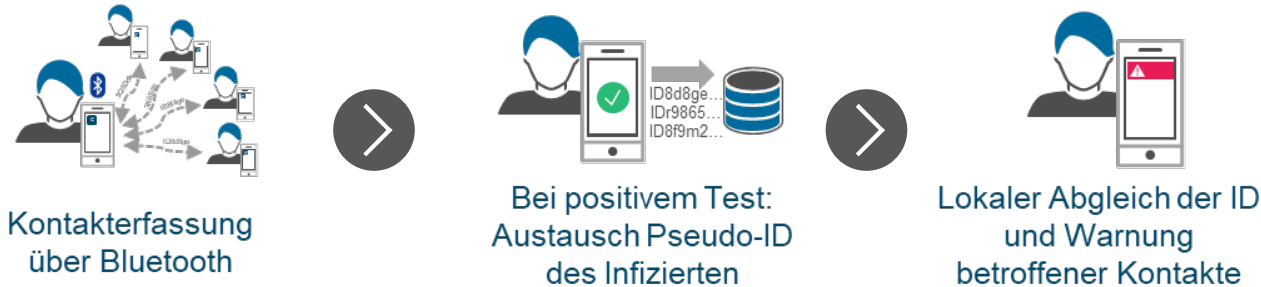 ID8d8ge...
IDr9865...
ID8f9m2...
Kontakterfassung
über Bluetooth
Bei positivem Test:
Austausch Pseudo-ID
des Infizierten
Lokaler Abgleich der ID
und Warnung
betroffener Kontakte